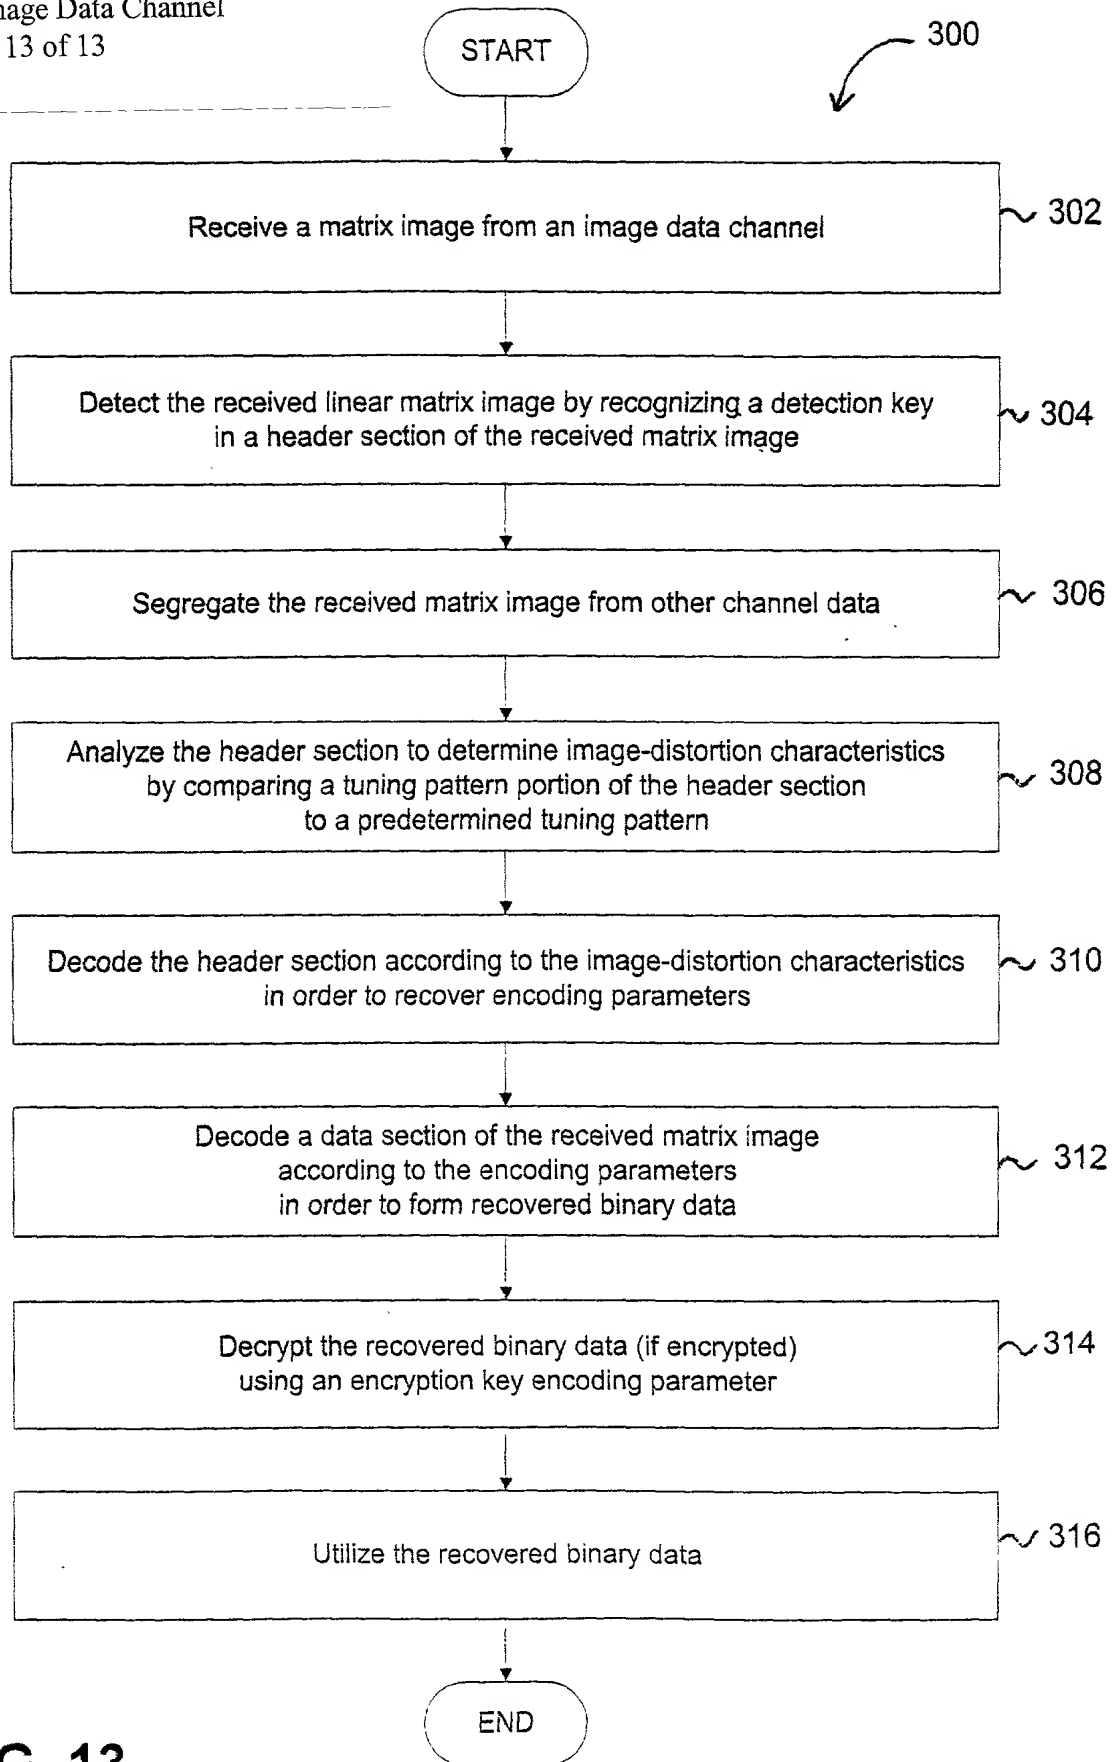 Image Data Channel
13 of 13
START
300
Receive a matrix image from an image data channel
302
Detect the received linear matrix image by recognizing a detection key
in a header section of the received matrix image
304
Segregate the received matrix image from other channel data
306
Analyze the header section to determine image-distortion characteristics
by comparing a tuning pattern portion of the header section
to a predetermined tuning pattern
308
Decode the header section according to the image-distortion characteristics
in order to recover encoding parameters
310
Decode a data section of the received matrix image
according to the encoding parameters
in order to form recovered binary data
312
Decrypt the recovered binary data (if encrypted)
using an encryption key encoding parameter
314
Utilize the recovered binary data
316
END